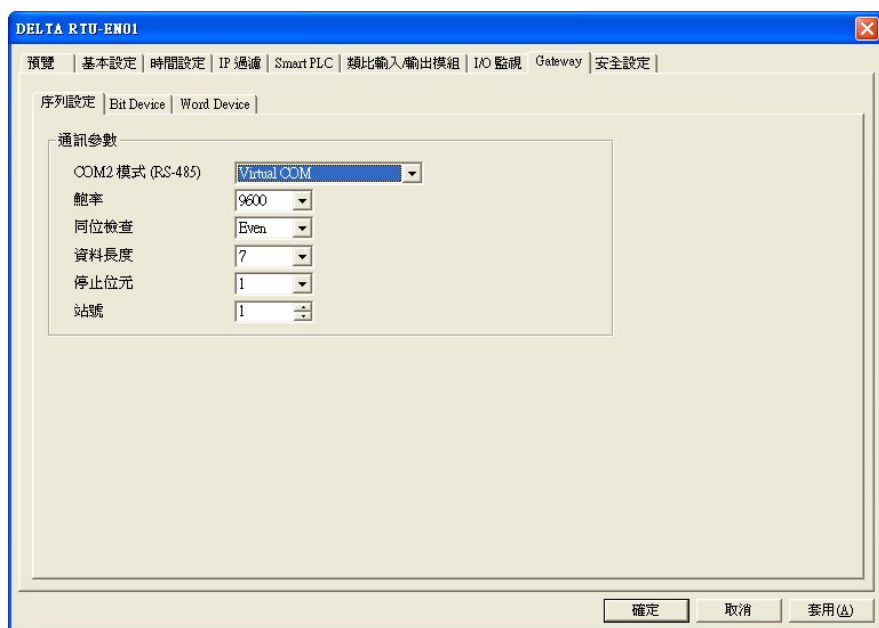 DELTA RTU-EN01
預覽 基本設定 時間設定 IP 過濾 Smart PLC 類比輸入/輸出模組 I/O 監視 Gateway 安全設定
序列設定 Bit Device Word Device
通訊參數
COM2 模式 (RS-485) Virtual COM
鮑率 9600
同位檢查 Even
資料長度 7
停止位元 1
站號 1
確定 取消 套用(A)